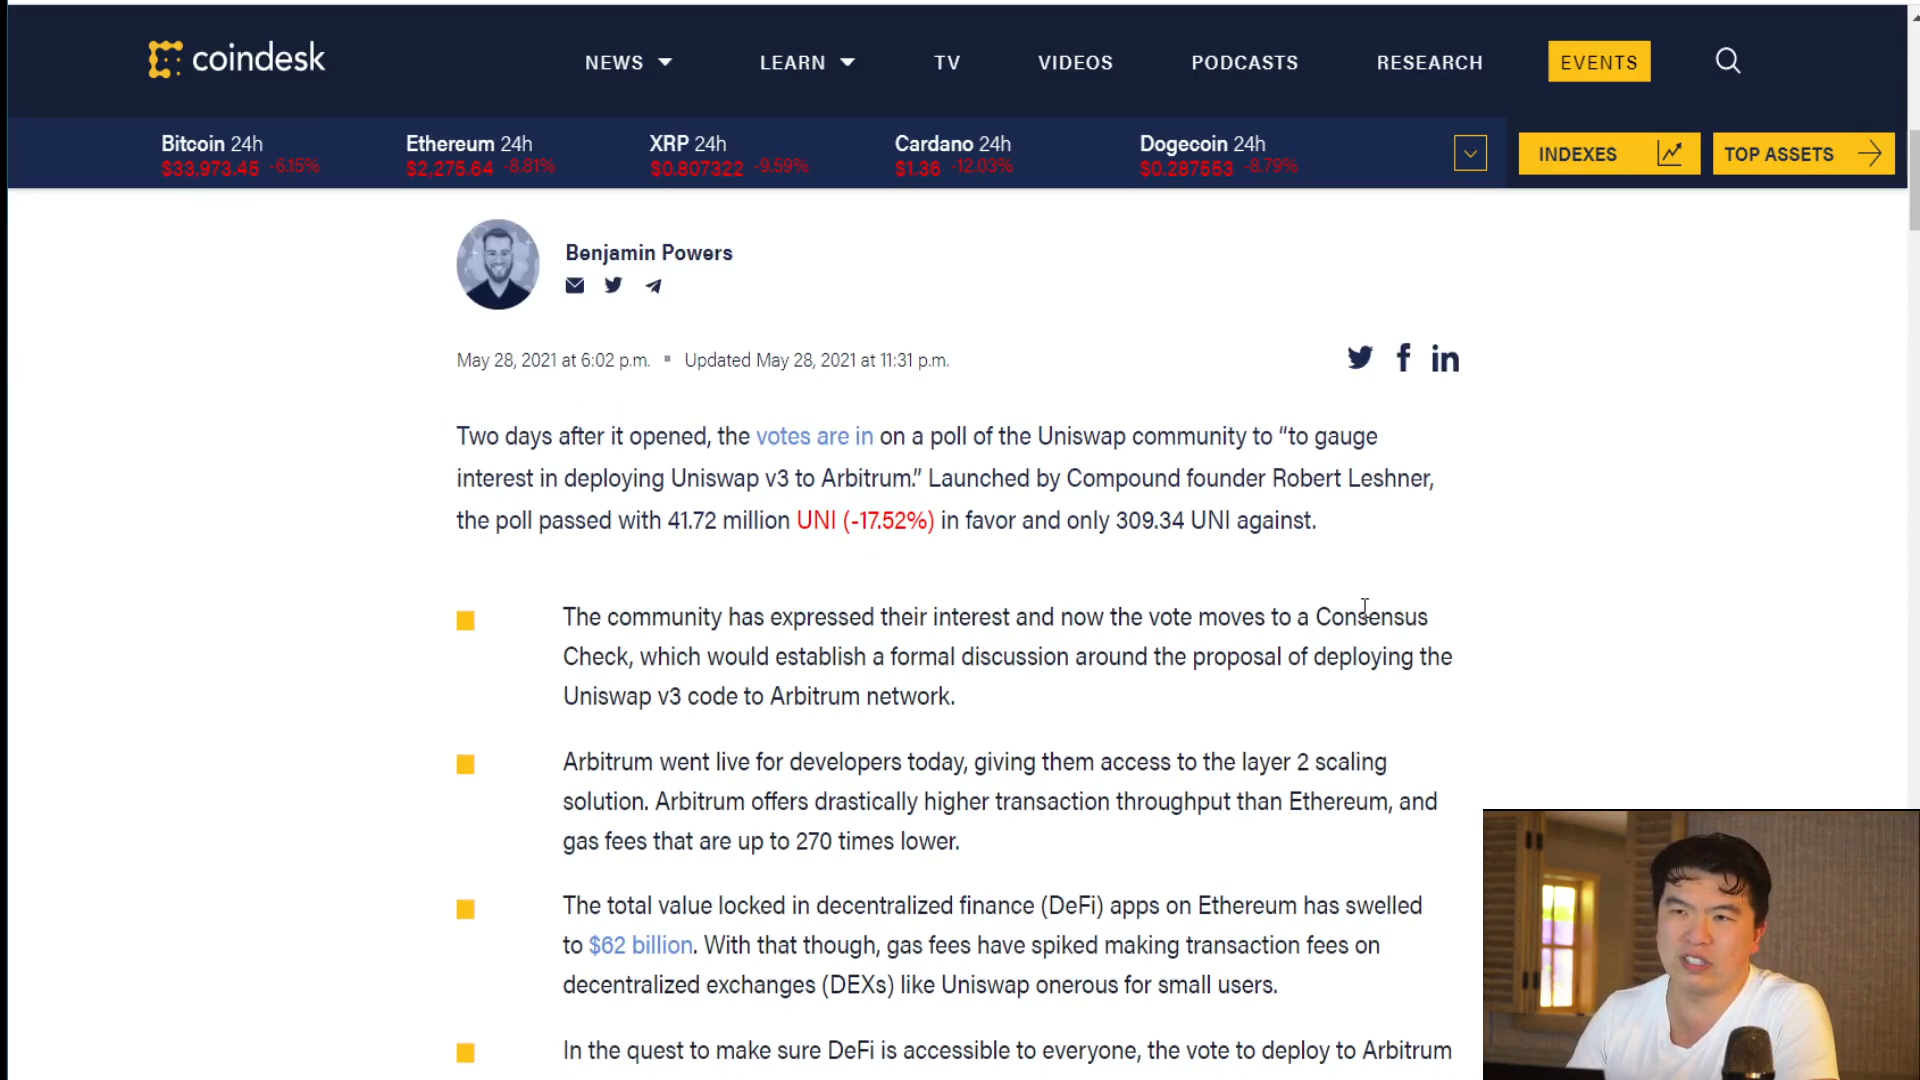 coindesk
NEWS
LEARN
TV
VIDEOS
PODCASTS
RESEARCH
EVENTS
Bitcoin 24h
$33,973.45 -6.15%
Ethereum 24h
$2,275.64 -8.81%
XRP 24h
$0.807322 -9.59%
Cardano 24h
$1.36 -12.03%
Dogecoin 24h
$0.287553 -8.79%
INDEXES
TOP ASSETS
Benjamin Powers
May 28, 2021 at 6:02 p.m. ▪ Updated May 28, 2021 at 11:31 p.m.
Two days after it opened, the votes are in on a poll of the Uniswap community to “to gauge
interest in deploying Uniswap v3 to Arbitrum.” Launched by Compound founder Robert Leshner,
the poll passed with 41.72 million UNI (-17.52%) in favor and only 309.34 UNI against.
The community has expressed their interest and now the vote moves to a Consensus
Check, which would establish a formal discussion around the proposal of deploying the
Uniswap v3 code to Arbitrum network.
Arbitrum went live for developers today, giving them access to the layer 2 scaling
solution. Arbitrum offers drastically higher transaction throughput than Ethereum, and
gas fees that are up to 270 times lower.
The total value locked in decentralized finance (DeFi) apps on Ethereum has swelled
to $62 billion. With that though, gas fees have spiked making transaction fees on
decentralized exchanges (DEXs) like Uniswap onerous for small users.
In the quest to make sure DeFi is accessible to everyone, the vote to deploy to Arbitrum